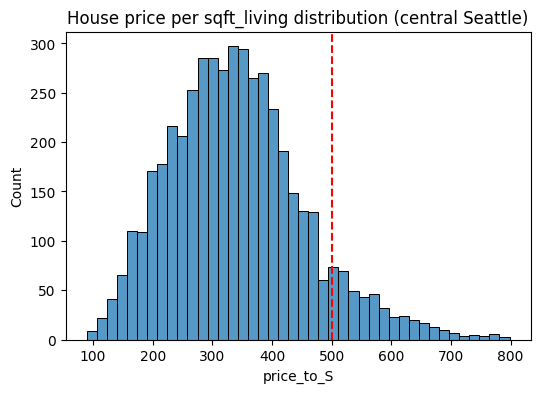 House price per sqft_living distribution (central Seattle)
300
250
200
150
100
50
0
Count
100 200 300 400 500 600 700 800
price_to_S